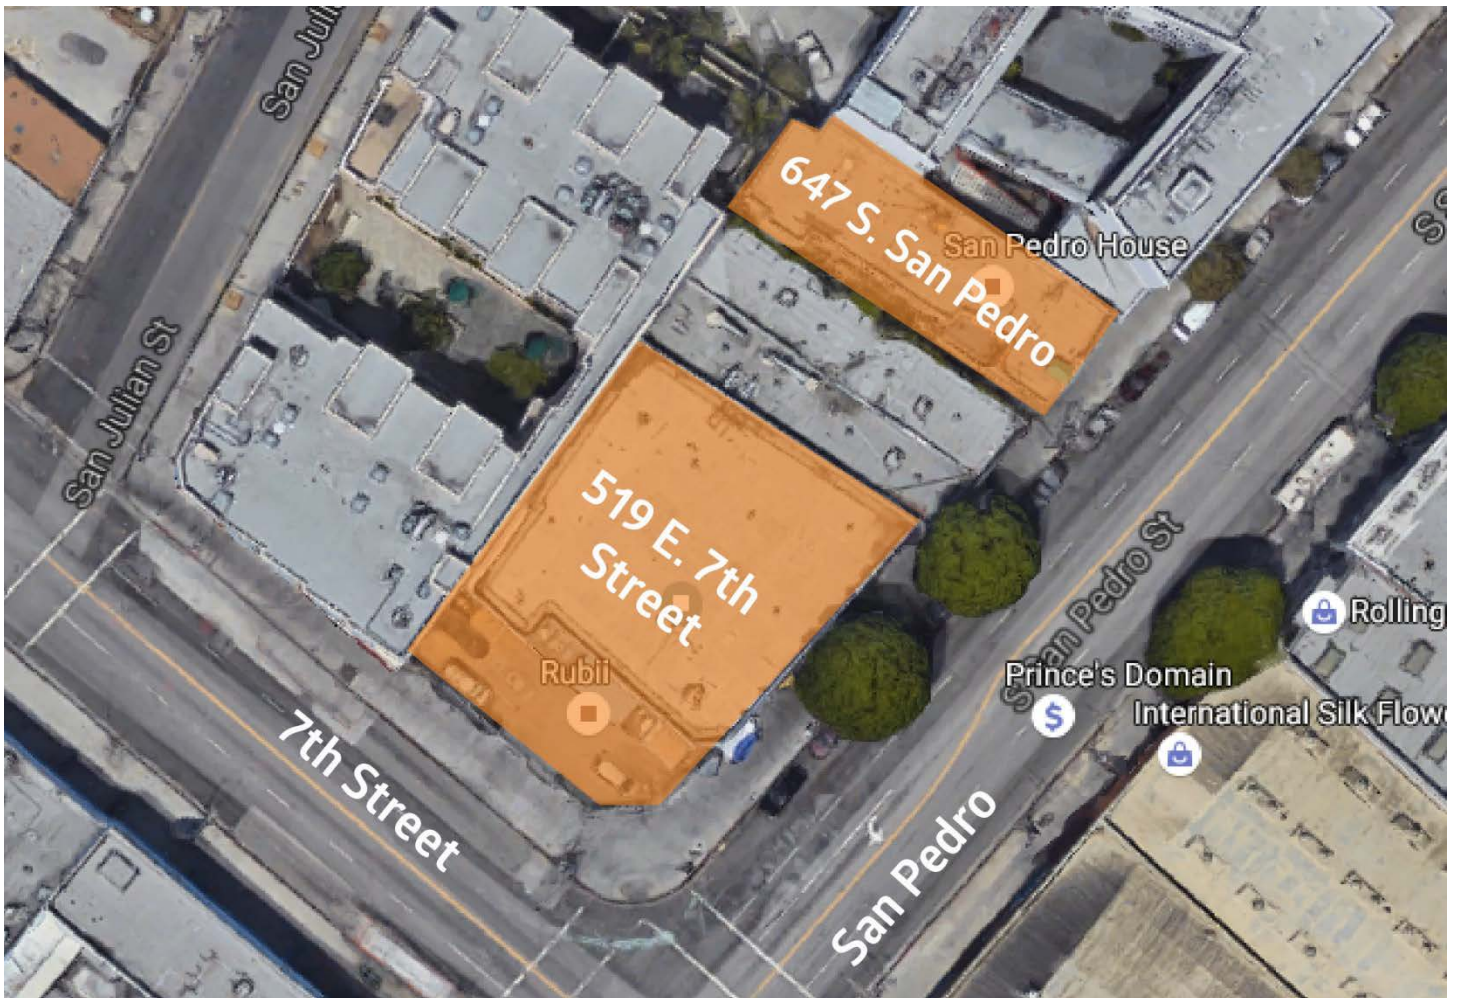 San Juli
647 S. San Pedro
San Pedro House
S S
San Julian St
519 E. 7th
Street
S San Pedro St
Rolling
Rubii
Prince's Domain
International Silk Flowe
$
7th Street
San Pedro